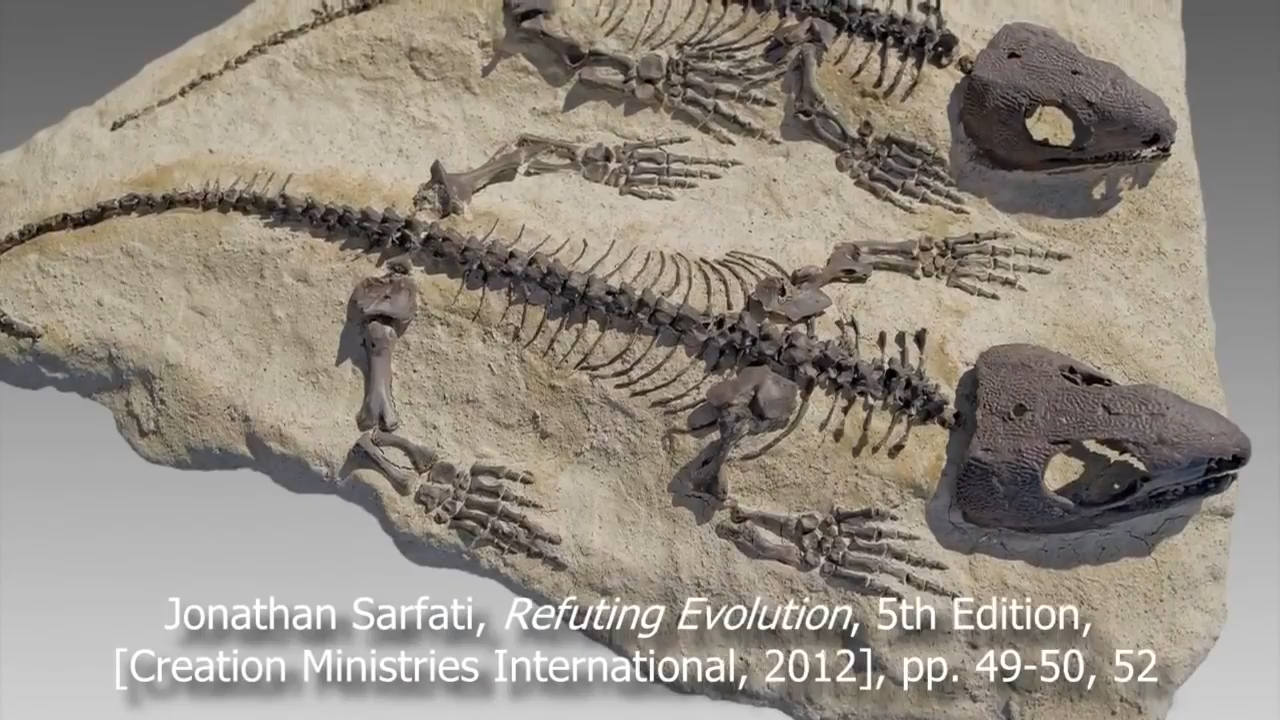 Jonathan Sarfati, Refuting Evolution, 5th Edition,
[Creation Ministries International, 2012], pp. 49-50, 52